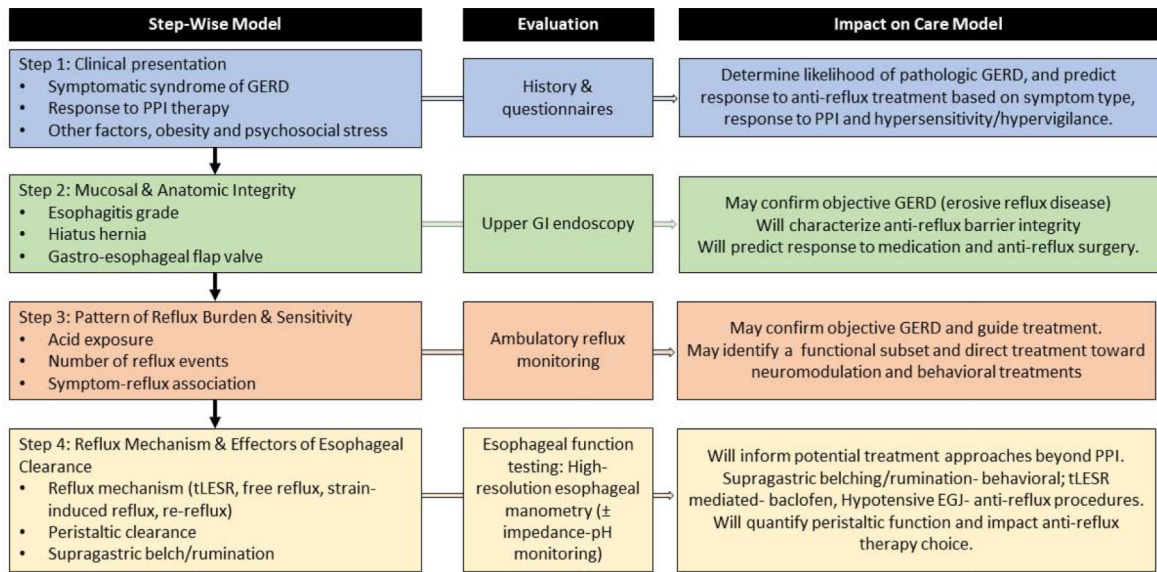 Step-Wise Model
Evaluation
Impact on Care Model
Step 1: Clinical presentation
• Symptomatic syndrome of GERD
• Response to PPI therapy
• Other factors, obesity and psychosocial stress
History &
questionnaires
Determine likelihood of pathologic GERD, and predict
response to anti-reflux treatment based on symptom type,
response to PPI and hypersensitivity/hypervigilance.
Step 2: Mucosal & Anatomic Integrity
• Esophagitis grade
• Hiatus hernia
• Gastro-esophageal flap valve
Upper GI endoscopy
May confirm objective GERD (erosive reflux disease)
Will characterize anti-reflux barrier integrity
Will predict response to medication and anti-reflux surgery.
Step 3: Pattern of Reflux Burden & Sensitivity
• Acid exposure
• Number of reflux events
• Symptom-reflux association
Ambulatory reflux
monitoring
May confirm objective GERD and guide treatment.
May identify a functional subset and direct treatment toward
neuromodulation and behavioral treatments
Step 4: Reflux Mechanism & Effectors of Esophageal
Clearance
• Reflux mechanism (tLESR, free reflux, strain-
induced reflux, re-reflux)
• Peristaltic clearance
• Supragastric belch/rumination
Esophageal function
testing: High-
resolution esophageal
manometry (±
impedance-pH
monitoring)
Will inform potential treatment approaches beyond PPI.
Supragastric belching/rumination- behavioral; tLESR
mediated- baclofen, Hypotensive EGJ- anti-reflux procedures.
Will quantify peristaltic function and impact anti-reflux
therapy choice.